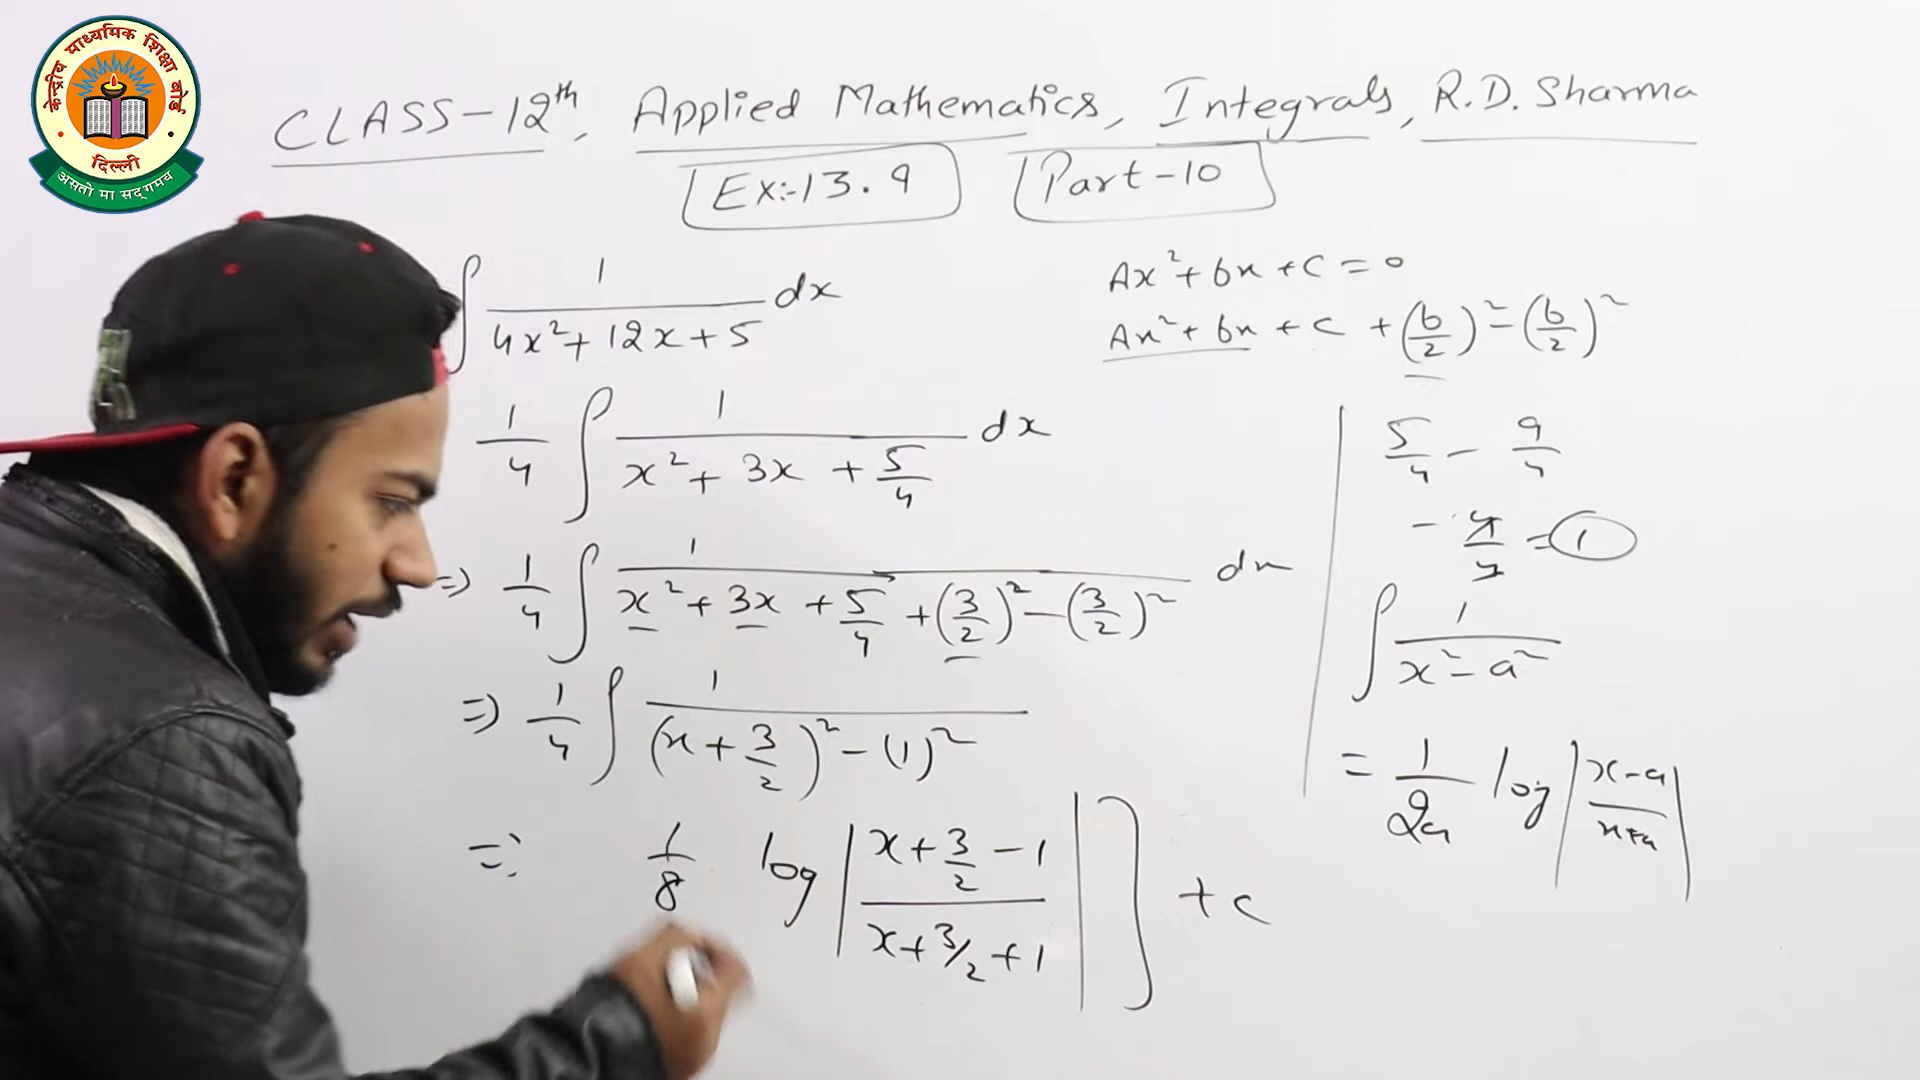 केन्द्रीय माध्यमिक शिक्षा बोर्ड
दिल्ली
असतो मा सद्गमय
CLASS-12th, Applied Mathematics, Integrals, R.D. Sharma
Ex:-13.9 Part-10
∫ 1/(4x²+12x+5) dx
Ax²+bx+c=0
Ax²+bx+c+(b/2)²=(b/2)²
1/4 ∫ 1/(x²+3x+5/4) dx
5/4 - 9/4
- 4/4 = 1
=> 1/4 ∫ 1/(x²+3x+5/4+(3/2)²-(3/2)²) dx
∫ 1/(x²-a²)
=> 1/4 ∫ 1/((x+3/2)²-(1)²)
= 1/2a log |x-a/x+a|
=> 1/8 log |x+3/2-1/x+3/2+1| ] +c